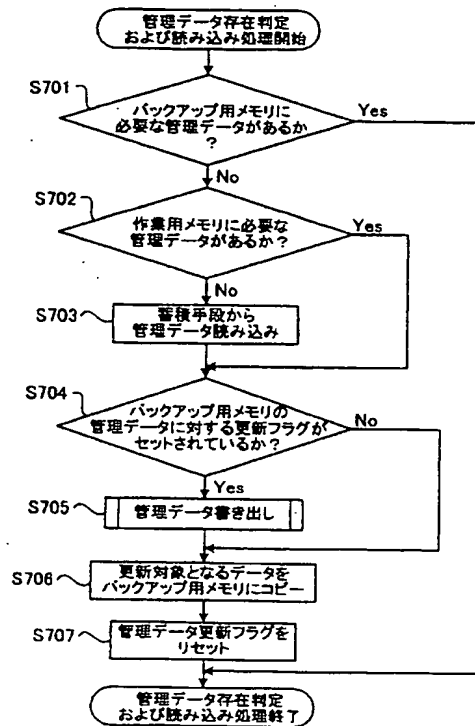 管理データ存在判定
および読み込み処理開始
S701
バックアップ用メモリに
必要な管理データがあるか
?
Yes
No
S702
作業用メモリに必要な
管理データがあるか?
Yes
No
S703
蓄積手段から
管理データ読み込み
S704
バックアップ用メモリの
管理データに対する更新フラグが
セットされているか?
No
Yes
S705
管理データ書き出し
S706
更新対象となるデータを
バックアップ用メモリにコピー
S707
管理データ更新フラグを
リセット
管理データ存在判定
および読み込み処理終了